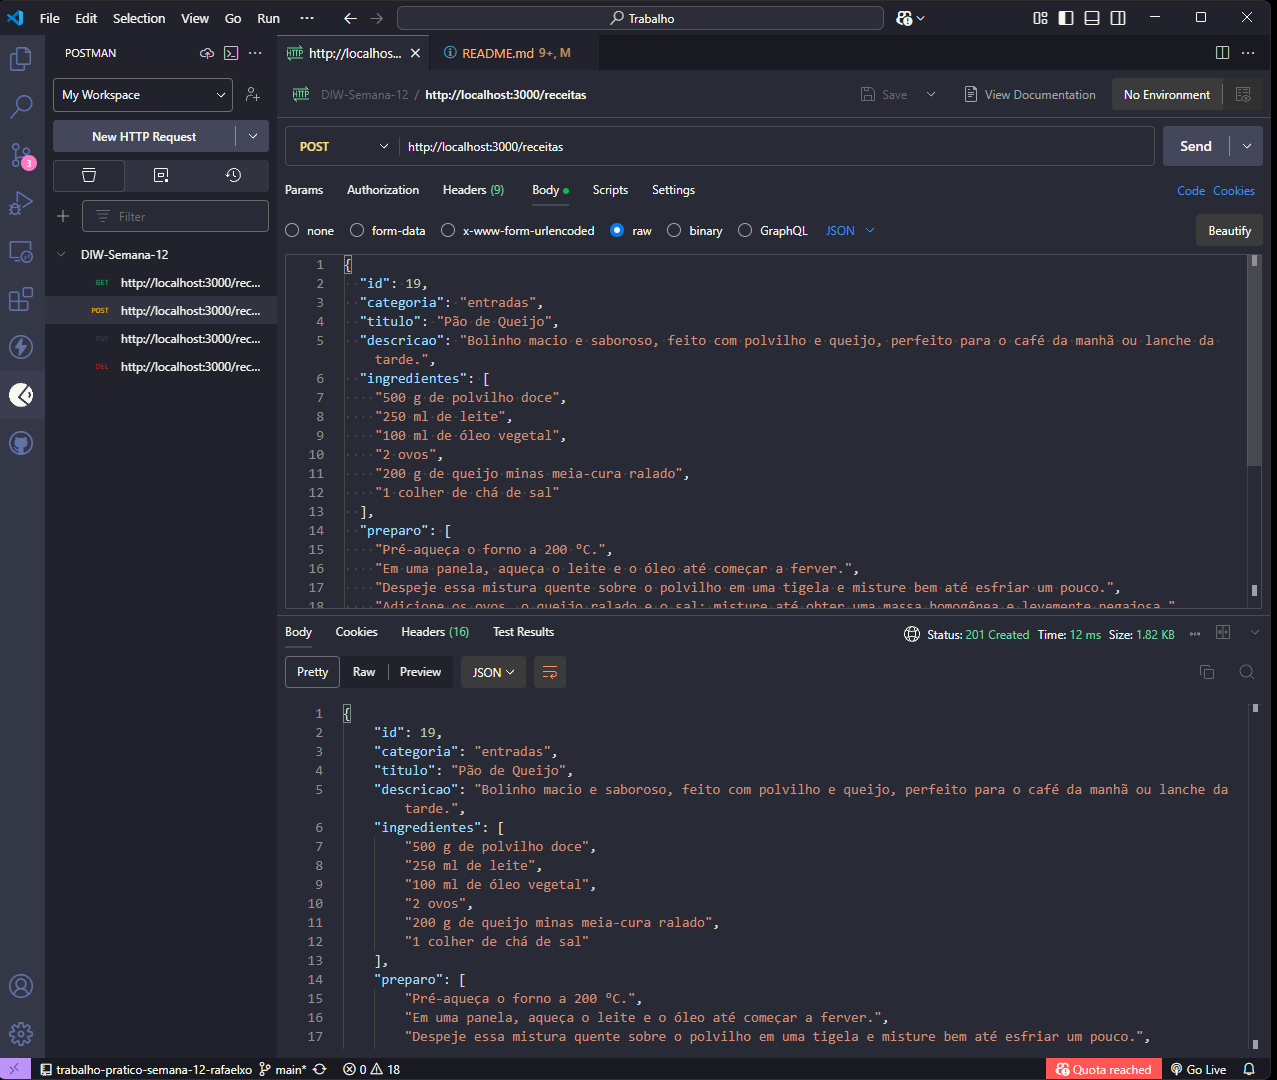 File Edit Selection View Go Run ··· Trabalho
POSTMAN
http://localhos...
README.md 9+, M
My Workspace
DIW-Semana-12 / http://localhost:3000/receitas
Save
View Documentation
No Environment
New HTTP Request
POST
http://localhost:3000/receitas
Send
3
Params Authorization Headers (9) Body Scripts Settings
Code Cookies
Filter
none form-data x-www-form-urlencoded raw binary GraphQL JSON
Beautify
DIW-Semana-12
GET http://localhost:3000/rec...
POST http://localhost:3000/rec...
PUT http://localhost:3000/rec...
DEL http://localhost:3000/rec...
1 {
2 "id": 19,
3 "categoria": "entradas",
4 "titulo": "Pão de Queijo",
5 "descricao": "Bolinho macio e saboroso, feito com polvilho e queijo, perfeito para o café da manhã ou lanche da
tarde.",
6 "ingredientes": [
7 "500 g de polvilho doce",
8 "250 ml de leite",
9 "100 ml de óleo vegetal",
10 "2 ovos",
11 "200 g de queijo minas meia-cura ralado",
12 "1 colher de chá de sal"
13 ],
14 "preparo": [
15 "Pré-aqueça o forno a 200 °C.",
16 "Em uma panela, aqueça o leite e o óleo até começar a ferver.",
17 "Despeje essa mistura quente sobre o polvilho em uma tigela e misture bem até esfriar um pouco.",
18 "Adicione os ovos, o queijo ralado e o sal; misture até obter uma massa homogênea e levemente pegajosa."
Body Cookies Headers (16) Test Results
Status: 201 Created Time: 12 ms Size: 1.82 KB
Pretty Raw Preview JSON
1 {
2 "id": 19,
3 "categoria": "entradas",
4 "titulo": "Pão de Queijo",
5 "descricao": "Bolinho macio e saboroso, feito com polvilho e queijo, perfeito para o café da manhã ou lanche da
tarde.",
6 "ingredientes": [
7 "500 g de polvilho doce",
8 "250 ml de leite",
9 "100 ml de óleo vegetal",
10 "2 ovos",
11 "200 g de queijo minas meia-cura ralado",
12 "1 colher de chá de sal"
13 ],
14 "preparo": [
15 "Pré-aqueça o forno a 200 °C.",
16 "Em uma panela, aqueça o leite e o óleo até começar a ferver.",
17 "Despeje essa mistura quente sobre o polvilho em uma tigela e misture bem até esfriar um pouco.",
trabalho-pratico-semana-12-rafaelxo main* 0 18
Quota reached Go Live